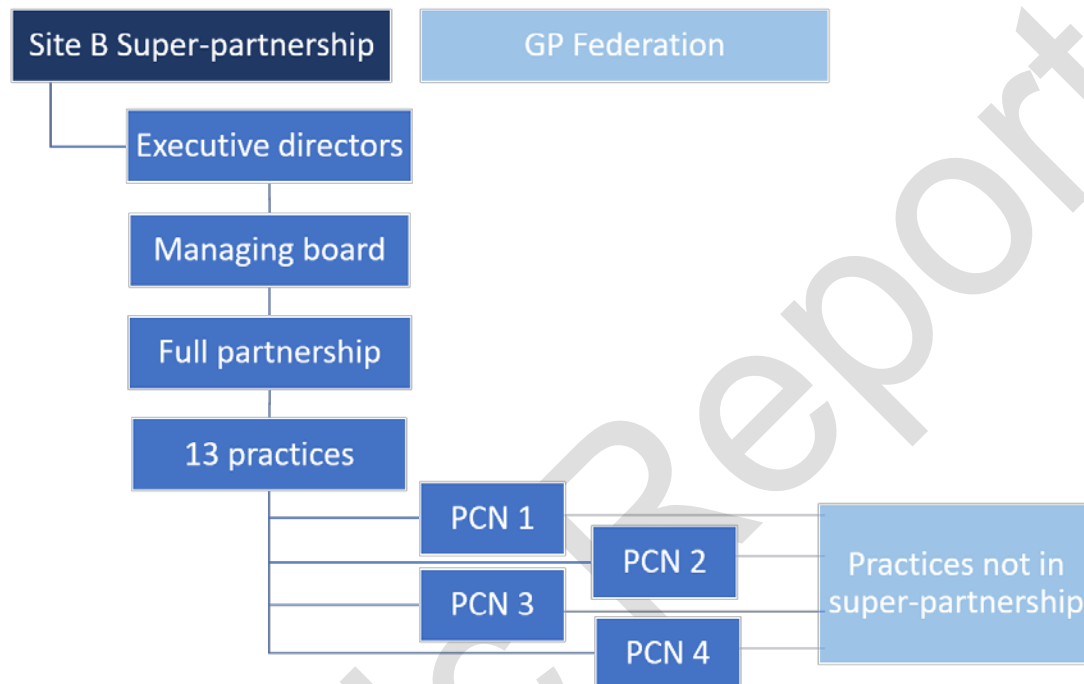 Site B Super-partnership
GP Federation
Executive directors
Managing board
Full partnership
13 practices
PCN 1
PCN 2
PCN 3
PCN 4
Practices not in
super-partnership
Report